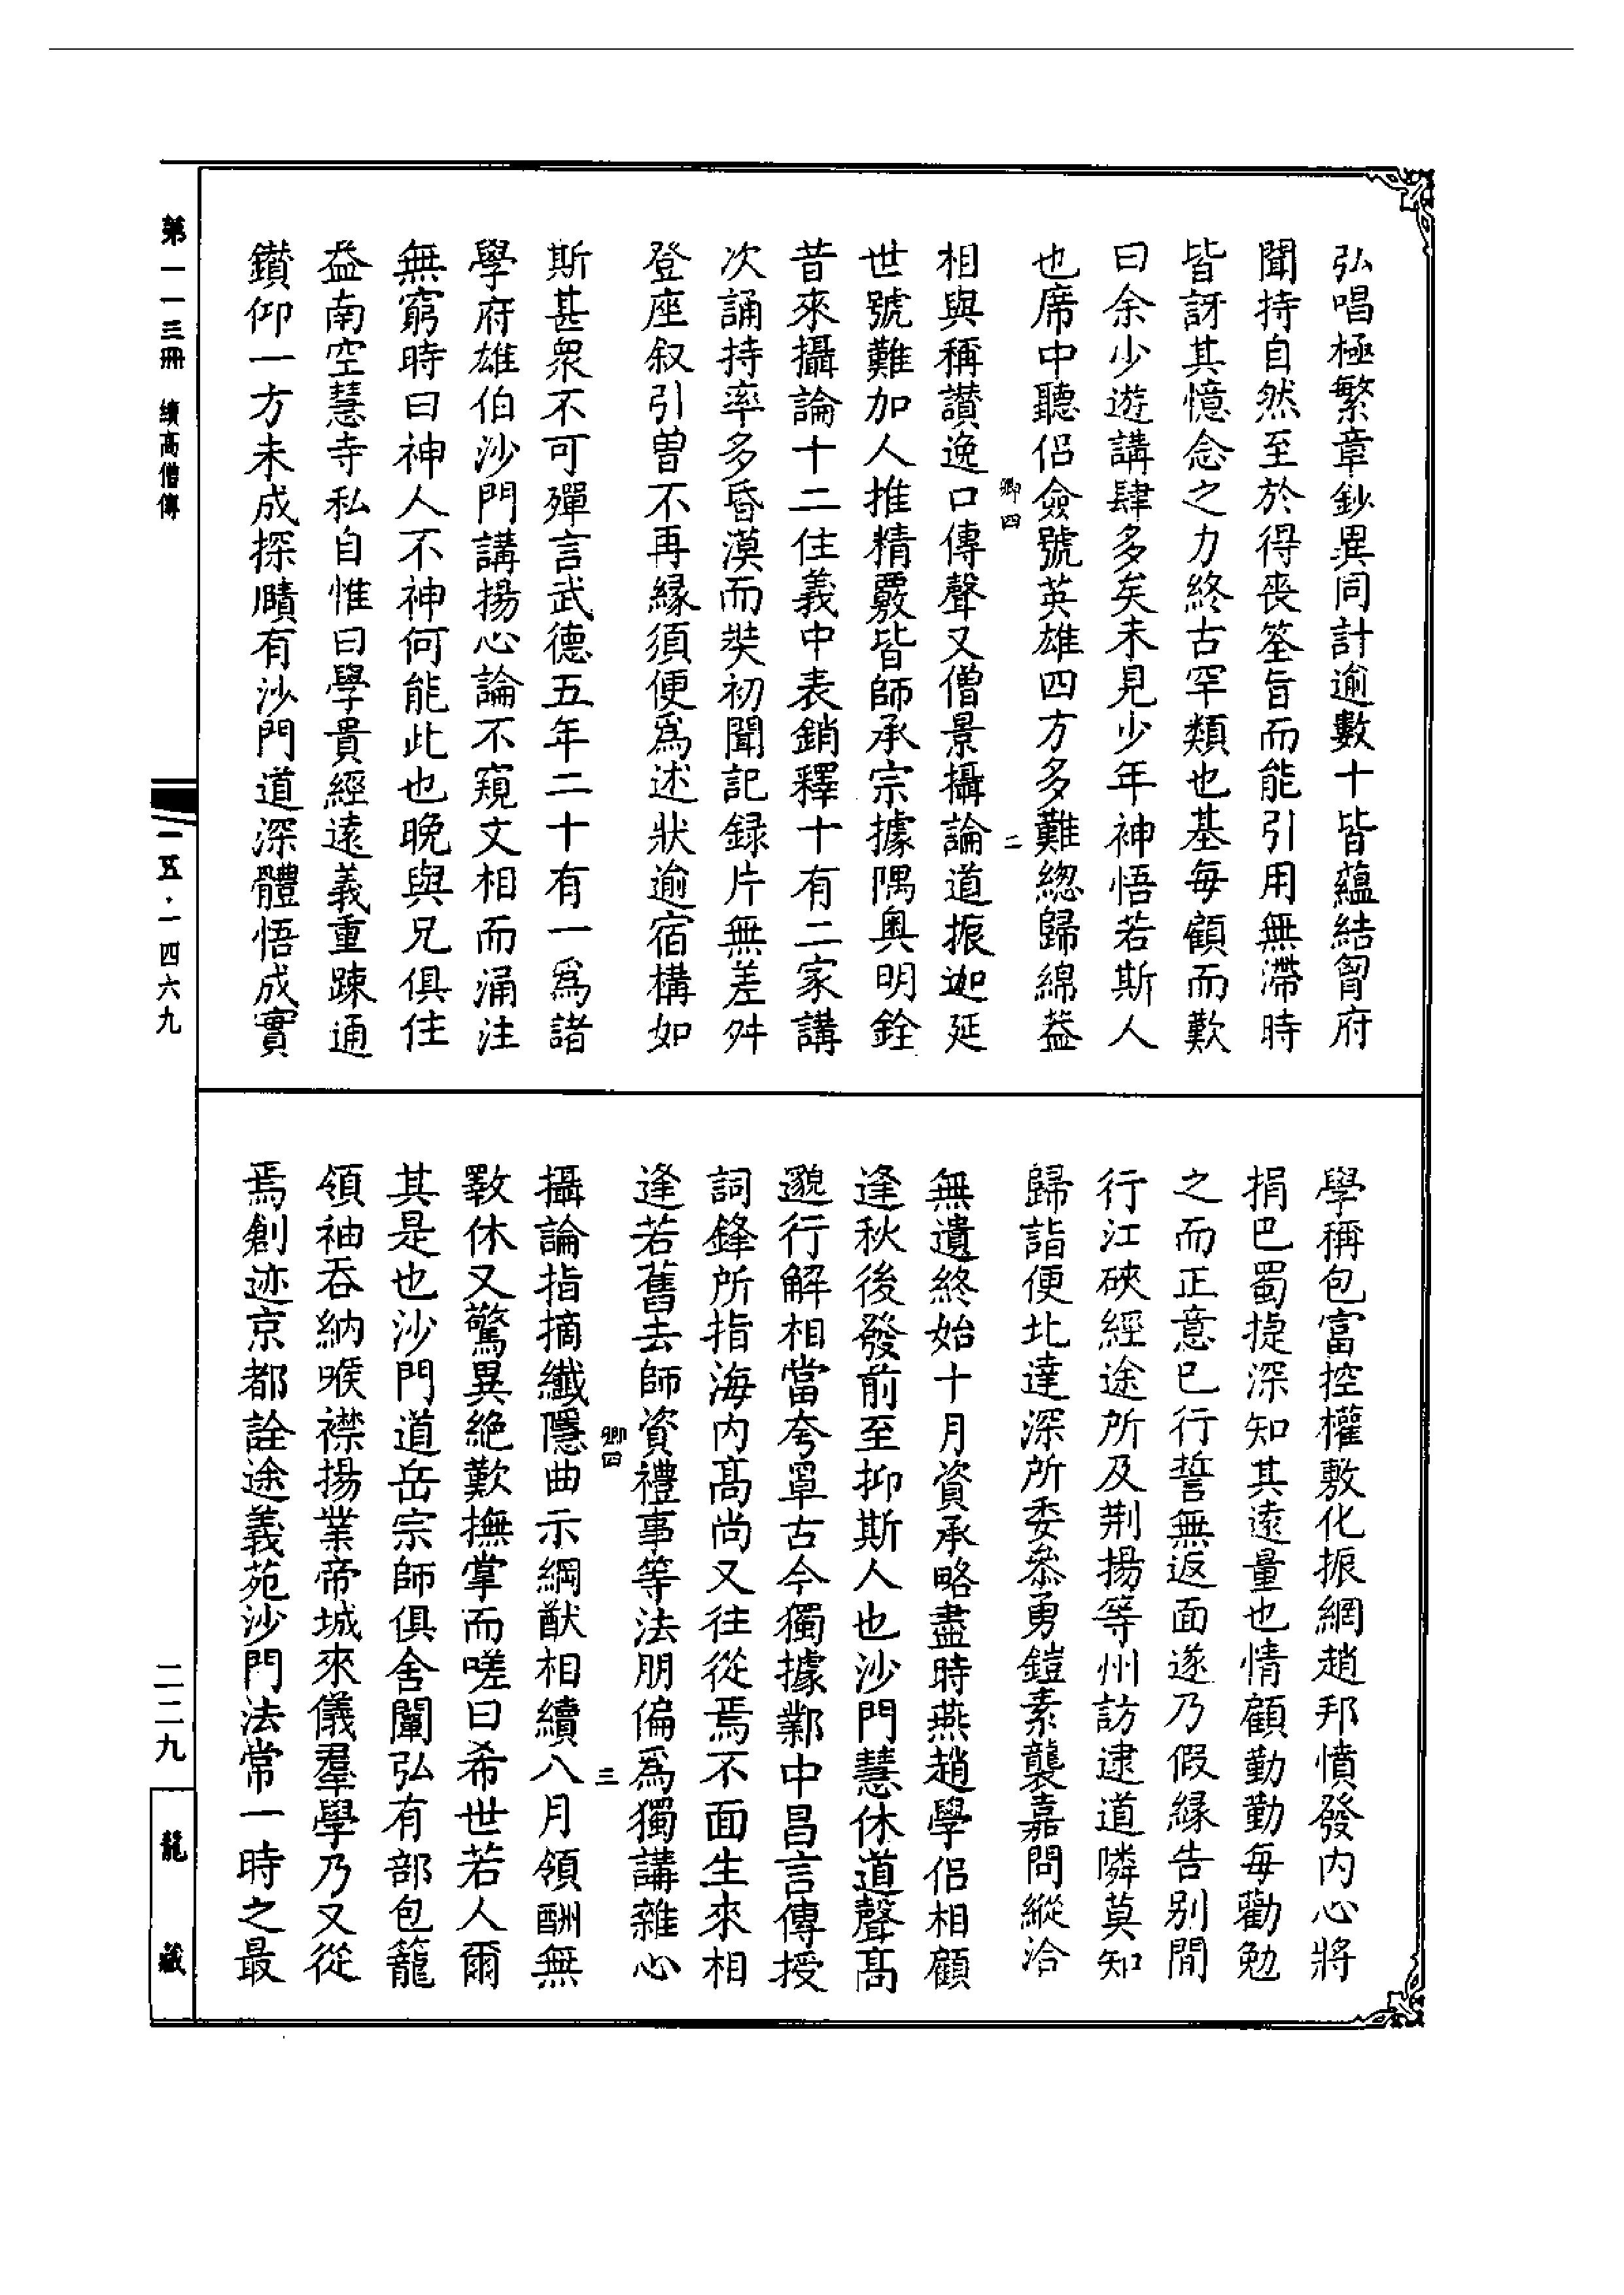 弘唱極繁章鈔異同計逾數十皆蘊結胷府
聞持自然至於得喪筌旨而能引用無滯時
皆訝其憶念之力終古罕類也基每顧而歎
曰余少遊講肆多矣未見少年神悟若斯人
也席中聽侶僉號英雄四方多難緫歸綿益
卿四 二
相與稱讃逸口傳聲又僧景攝論道振迦延
世號難加人推精覈皆師承宗據隅奥明銓
昔來攝論十二住義中表銷釋十有二家講
次誦持率多昏漠而奘初聞記録片無差舛
登座叙引曽不再縁須便爲述狀逾宿構如
斯甚衆不可殫言武德五年二十有一爲諸
學府雄伯沙門講揚心論不窺文相而涌注
無窮時曰神人不神何能此也晚與兄俱住
益南空慧寺私自惟曰學貴經遠義重疎通
鑚仰一方未成探賾有沙門道深體悟成實
學稱包富控權敷化振網趙邦憤發内心將
捐巴蜀捷深知其遠量也情顧勤勤每勸勉
之而正意已行誓無返面遂乃假縁告别間
行江硤經途所及荆揚等州訪逮道隣莫知
歸詣便北達深所委參勇鎧素襲嘉問縱洽
無遺終始十月資承略盡時燕趙學侶相顧
逢秋後發前至抑斯人也沙門慧休道聲髙
邈行解相當夸罩古今獨據鄴中昌言傳授
詞鋒所指海内髙尚又往從焉不面生來相
逢若舊去師資禮事等法朋偏爲獨講雜心
卿四 三
攝論指摘纎隱曲示綱猷相續八月領酬無
斁休又驚異絶歎撫掌而嗟曰希世若人爾
其是也沙門道岳宗師俱舍闡弘有部包籠
領袖吞納喉襟揚業帝城來儀羣學乃又從
焉創迹京都詮途義苑沙門法常一時之最
第一一三冊 續高僧傳
一五·一四六九
二二九
龍藏